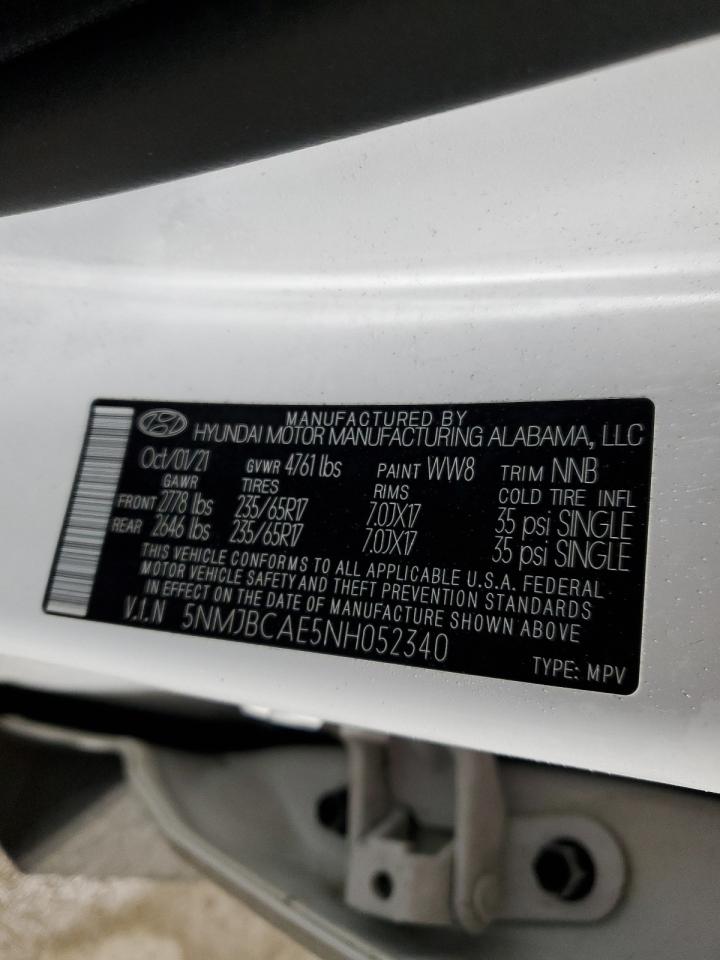 MANUFACTURED BY
HYUNDAI MOTOR MANUFACTURING ALABAMA, LLC
Oct/01/21 GVWR 4761 lbs PAINT WW8 TRIM NNB
GAWR TIRES RIMS COLD TIRE INFL
FRONT 2778 lbs 235/65R17 7.0JX17 35 psi SINGLE
REAR 2646 lbs 235/65R17 7.0JX17 35 psi SINGLE
THIS VEHICLE CONFORMS TO ALL APPLICABLE U.S.A. FEDERAL
MOTOR VEHICLE SAFETY AND THEFT PREVENTION STANDARDS
IN EFFECT ON THE DATE OF MANUFACTURE SHOWN ABOVE
V.I.N 5NMJBCAE5NH052340
TYPE: MPV